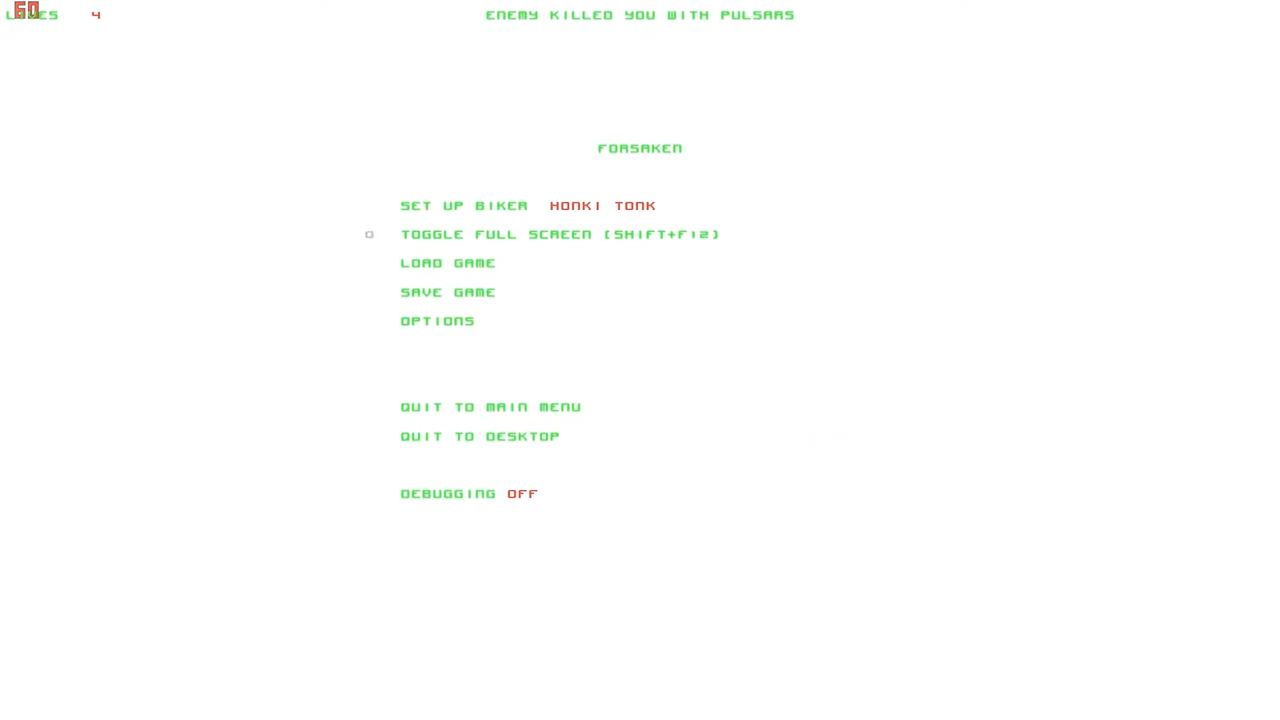 60
LIVES 4
ENEMY KILLED YOU WITH PULSARS
FORSAKEN
SET UP BIKER HONKI TONK
TOGGLE FULL SCREEN (SHIFT+F12)
LOAD GAME
SAVE GAME
OPTIONS
QUIT TO MAIN MENU
QUIT TO DESKTOP
DEBUGGING OFF